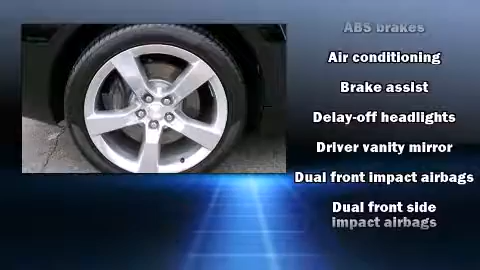 ABS brakes
Air conditioning
Brake assist
Delay-off headlights
Driver vanity mirror
Dual front impact airbags
Dual front side
impact airbags